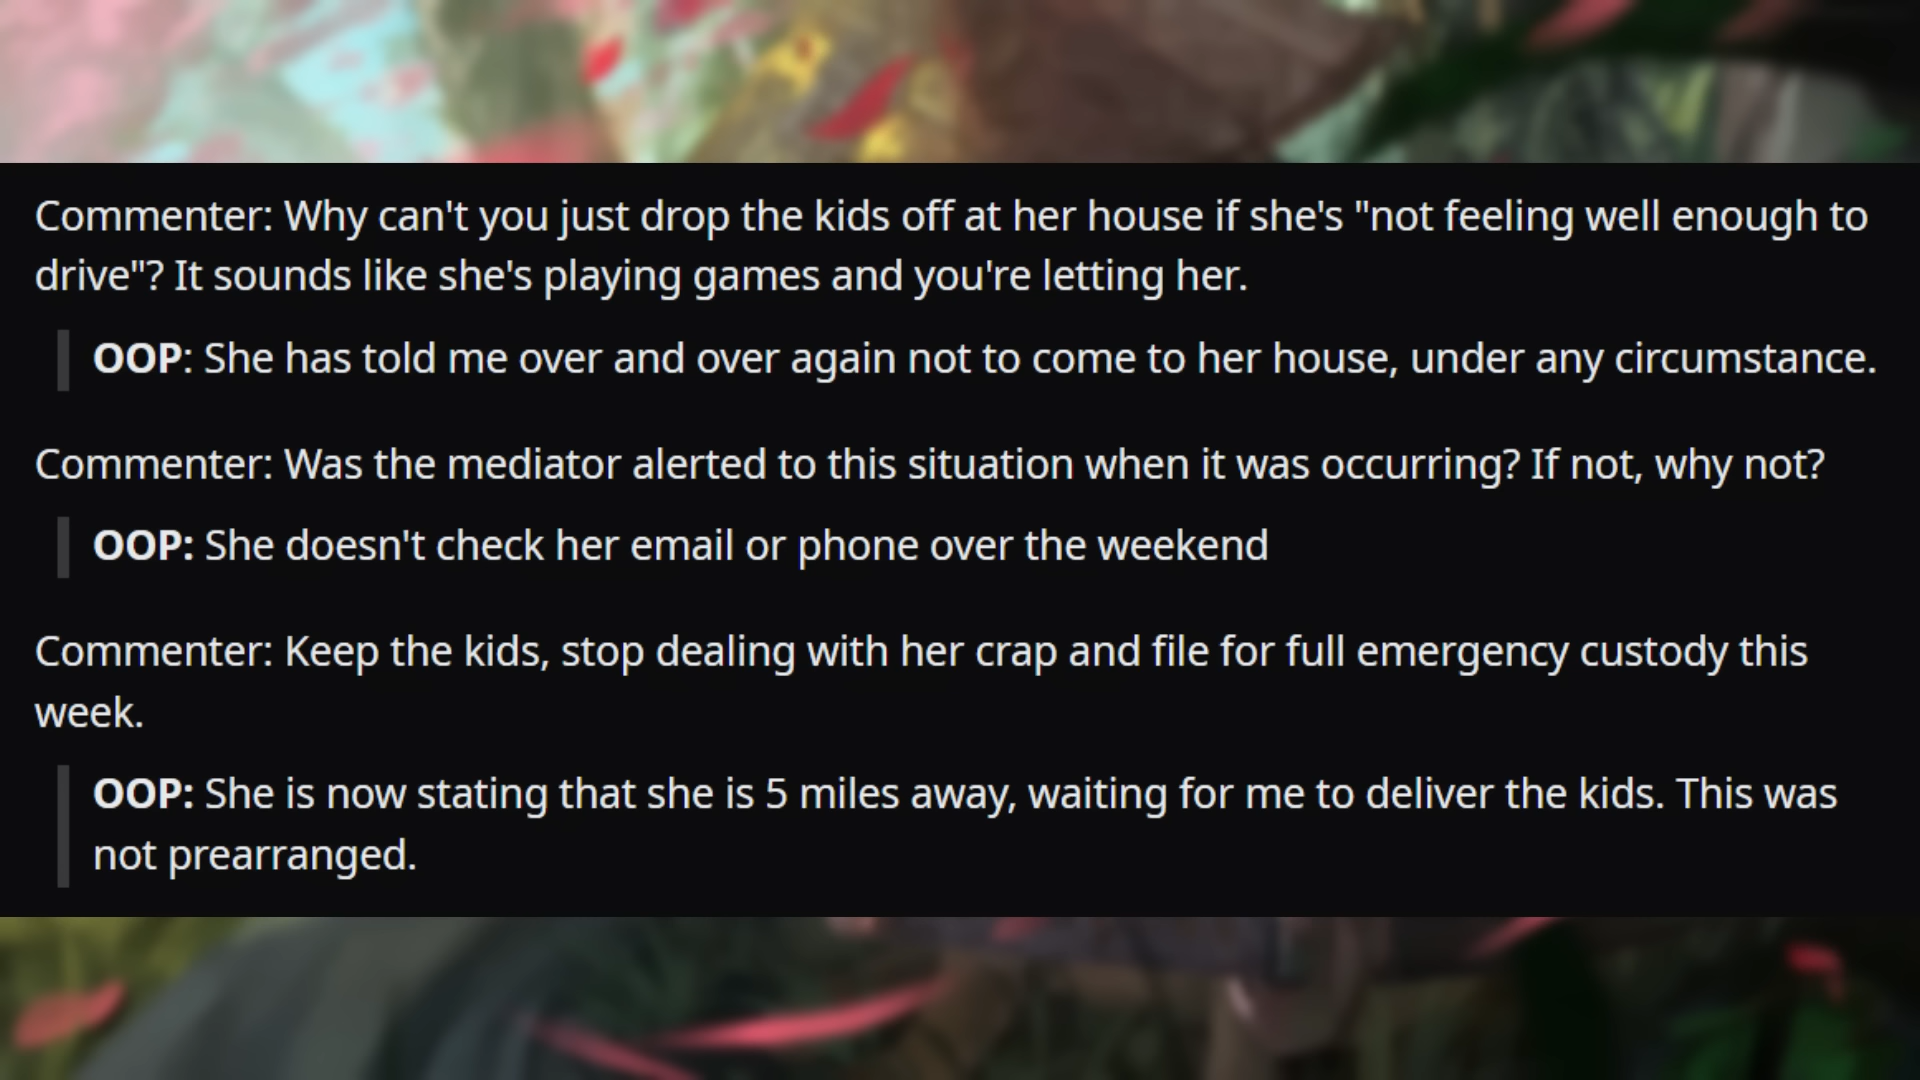 Commenter: Why can't you just drop the kids off at her house if she's "not feeling well enough to
drive"? It sounds like she's playing games and you're letting her.
OOP: She has told me over and over again not to come to her house, under any circumstance.
Commenter: Was the mediator alerted to this situation when it was occurring? If not, why not?
OOP: She doesn't check her email or phone over the weekend
Commenter: Keep the kids, stop dealing with her crap and file for full emergency custody this
week.
OOP: She is now stating that she is 5 miles away, waiting for me to deliver the kids. This was
not prearranged.